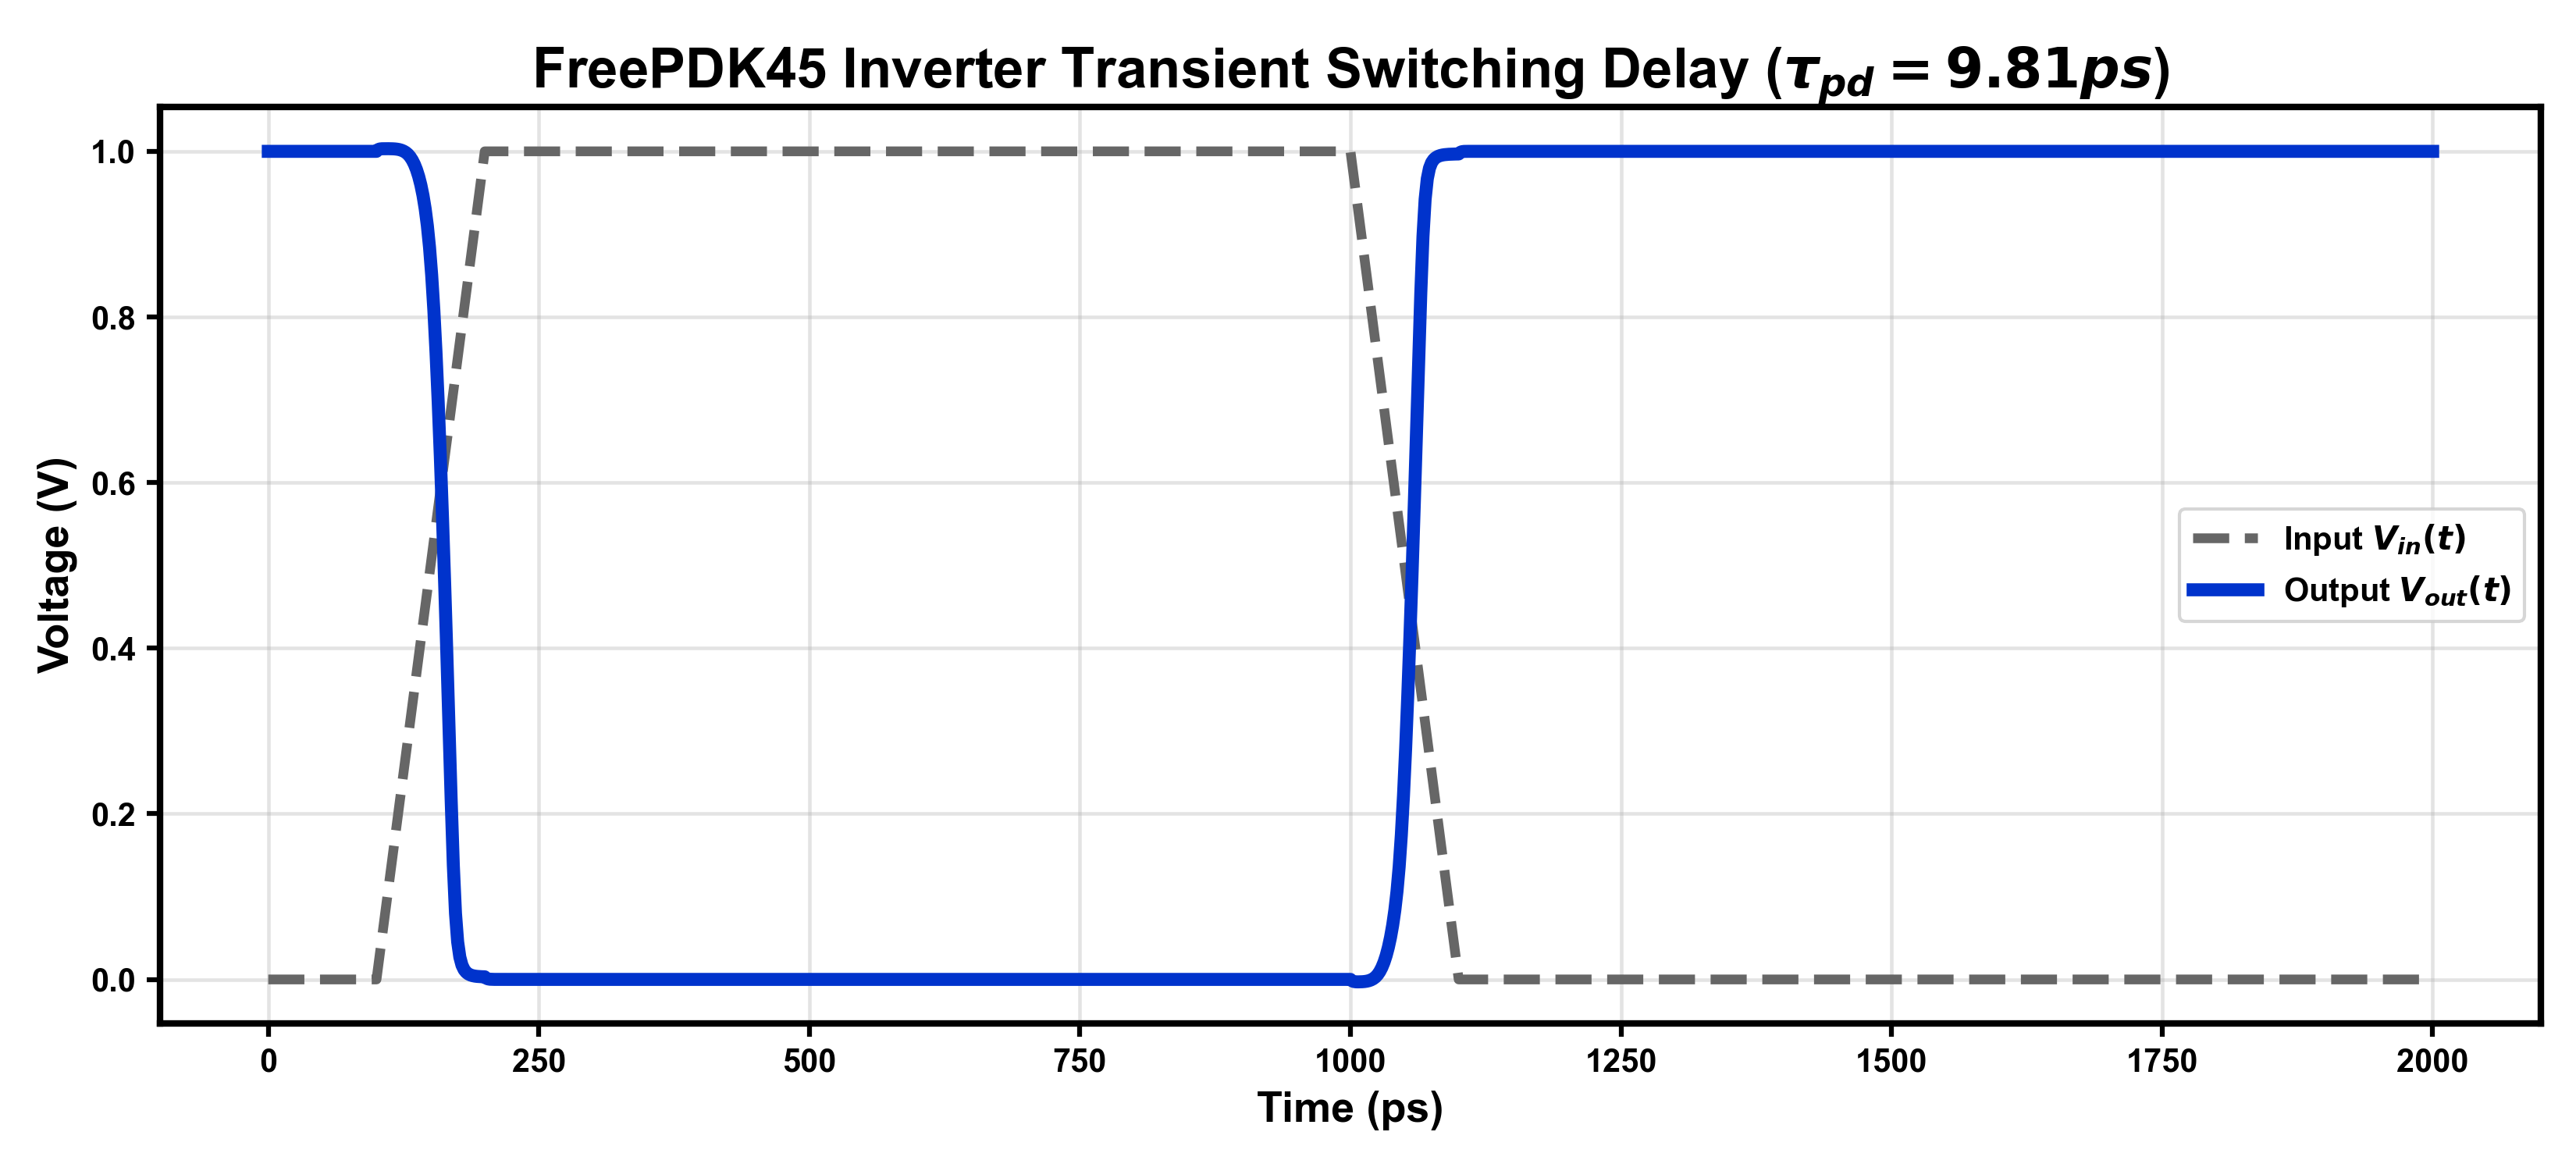 FreePDK45 Inverter Transient Switching Delay (τpd = 9.81ps)
Voltage (V)
1.0
0.8
0.6
0.4
0.2
0.0
Input Vin(t)
Output Vout(t)
0 250 500 750 1000 1250 1500 1750 2000
Time (ps)